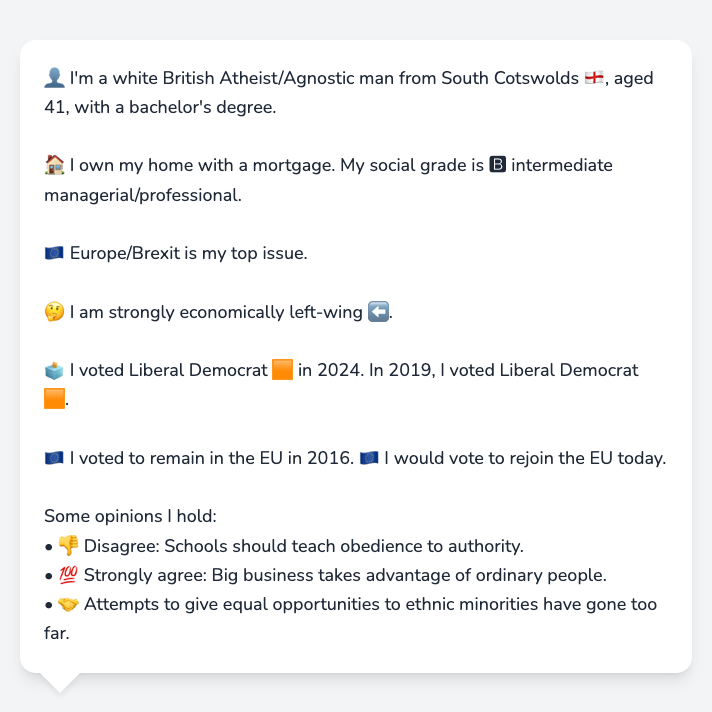 👤 I'm a white British Atheist/Agnostic man from South Cotswolds 🏴󠁧󠁢󠁥󠁮󠁧󠁿, aged
41, with a bachelor's degree.
🏠 I own my home with a mortgage. My social grade is 🅱 intermediate
managerial/professional.
🇪🇺 Europe/Brexit is my top issue.
🤔 I am strongly economically left-wing ⬅️.
🗳️ I voted Liberal Democrat 🟧 in 2024. In 2019, I voted Liberal Democrat
🟧.
🇪🇺 I voted to remain in the EU in 2016. 🇪🇺 I would vote to rejoin the EU today.
Some opinions I hold:
• 👎 Disagree: Schools should teach obedience to authority.
• 💯 Strongly agree: Big business takes advantage of ordinary people.
• 🤝 Attempts to give equal opportunities to ethnic minorities have gone too
far.